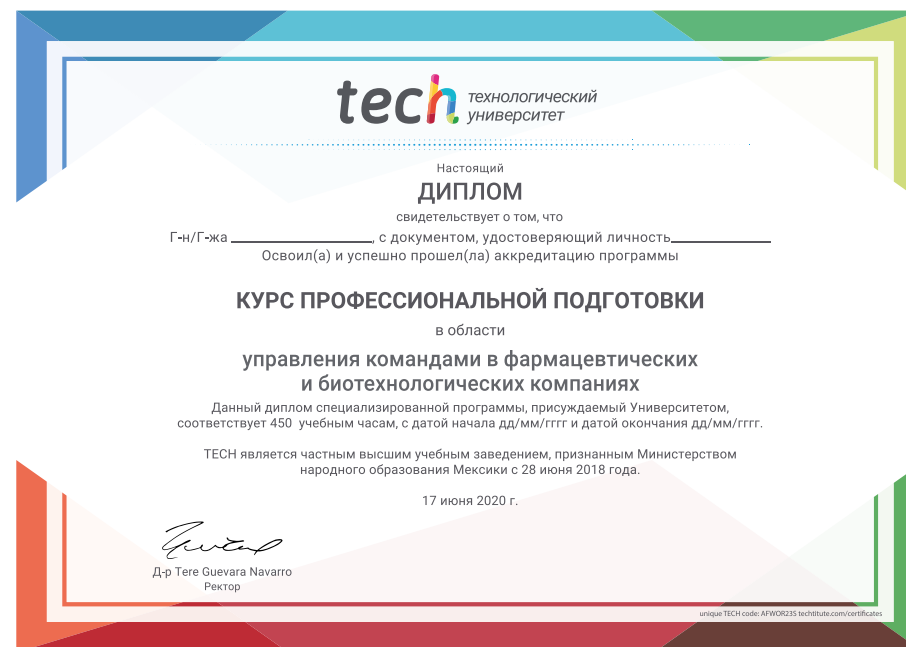 tech технологический
университет
Настоящий
ДИПЛОМ
свидетельствует о том, что
Г-н/Г-жа ____________________, с документом, удостоверяющий личность______________
Освоил(а) и успешно прошел(ла) аккредитацию программы
КУРС ПРОФЕССИОНАЛЬНОЙ ПОДГОТОВКИ
в области
управления командами в фармацевтических
и биотехнологических компаниях
Данный диплом специализированной программы, присуждаемый Университетом,
соответствует 450 учебным часам, с датой начала дд/мм/гггг и датой окончания дд/мм/гггг.
TECH является частным высшим учебным заведением, признанным Министерством
народного образования Мексики с 28 июня 2018 года.
17 июня 2020 г.
Д-р Tere Guevara Navarro
Ректор
unique TECH code: AFWOR23S techtitute.com/certificates